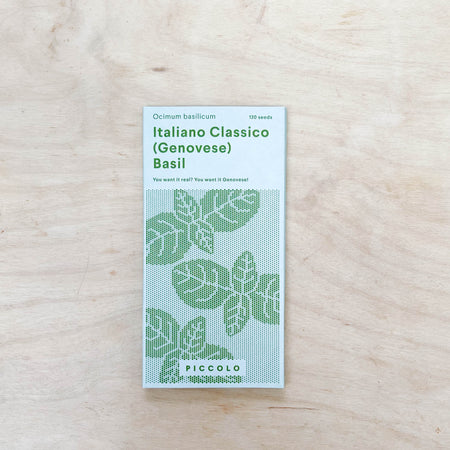 Ocimum basilicum 130 seeds
Italiano Classico
(Genovese)
Basil
You want it real? You want it Genovese!
PICCOLO